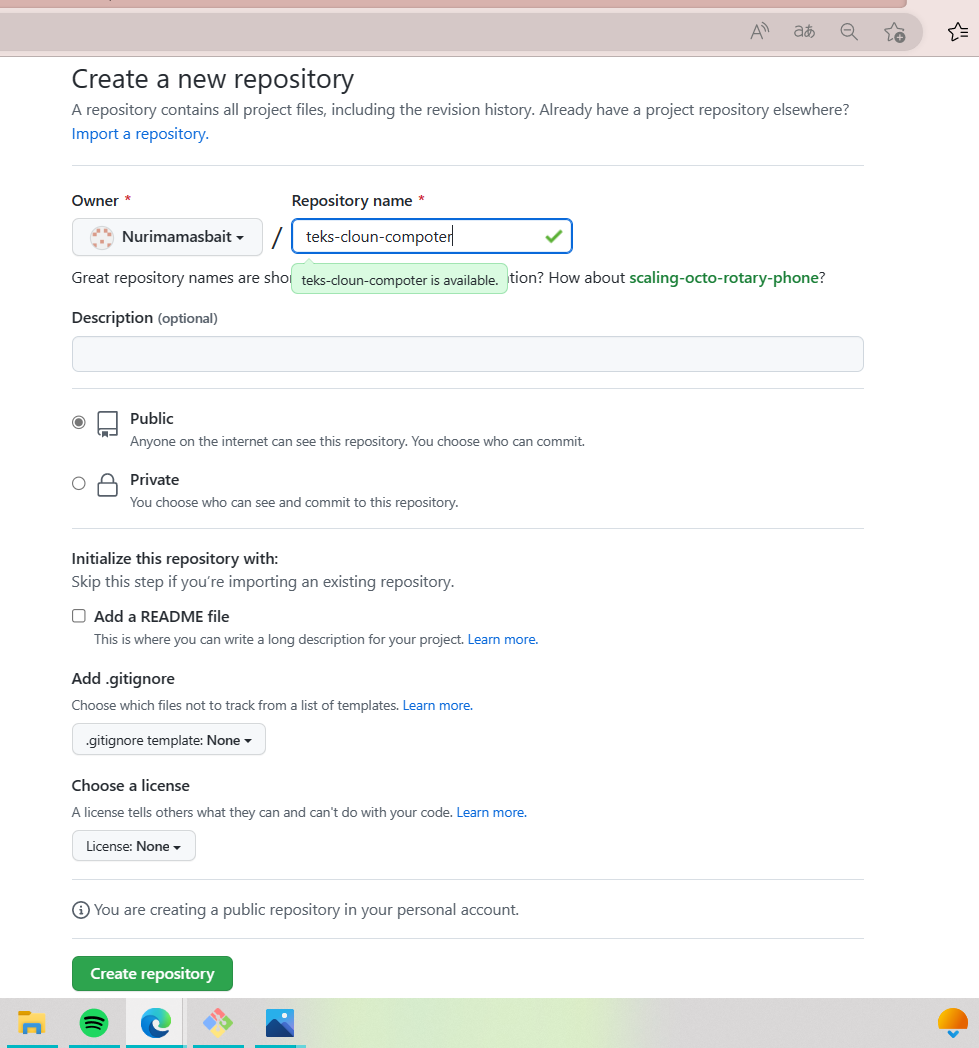 aあ
Create a new repository
A repository contains all project files, including the revision history. Already have a project repository elsewhere?
Import a repository.
Owner *
Repository name *
Nurimamasbait
/
teks-cloun-compoter
Great repository names are sho
teks-cloun-compoter is available.
tion? How about scaling-octo-rotary-phone?
Description (optional)
Public
Anyone on the internet can see this repository. You choose who can commit.
Private
You choose who can see and commit to this repository.
Initialize this repository with:
Skip this step if you’re importing an existing repository.
Add a README file
This is where you can write a long description for your project. Learn more.
Add .gitignore
Choose which files not to track from a list of templates. Learn more.
.gitignore template: None
Choose a license
A license tells others what they can and can't do with your code. Learn more.
License: None
You are creating a public repository in your personal account.
Create repository